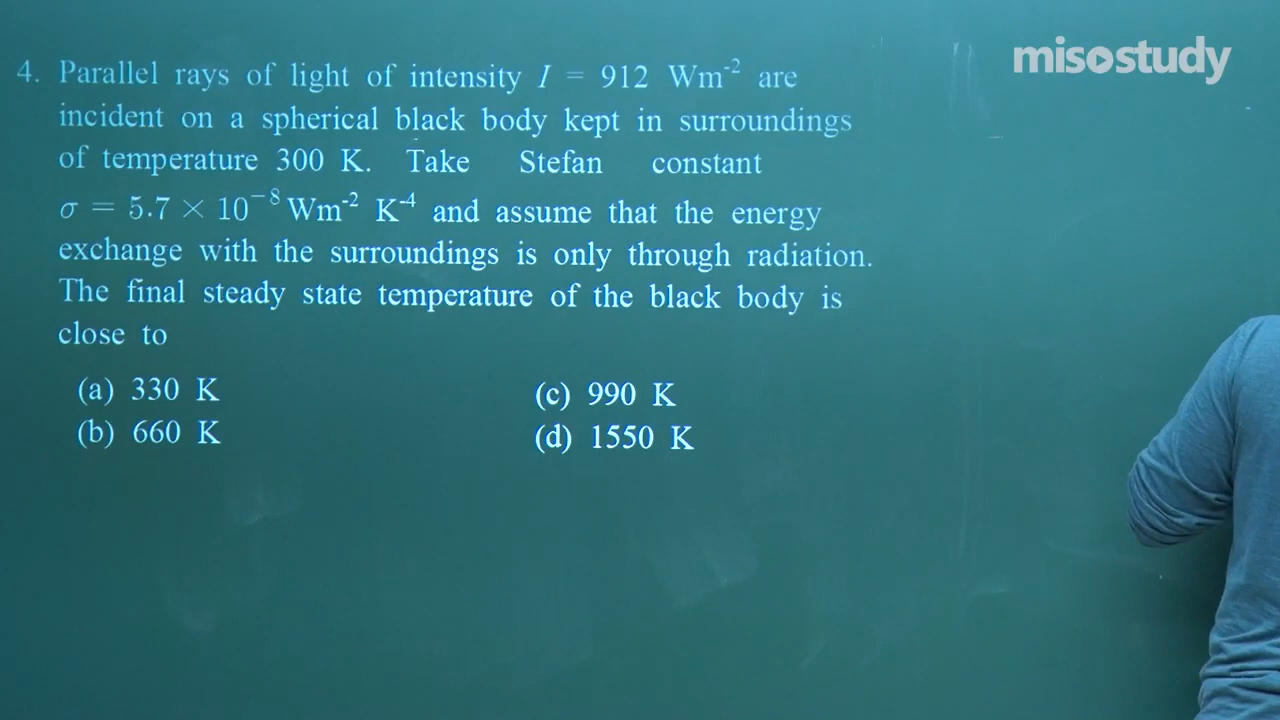 misostudy
4. Parallel rays of light of intensity I = 912 Wm⁻² are
incident on a spherical black body kept in surroundings
of temperature 300 K. Take Stefan constant
σ = 5.7 × 10⁻⁸ Wm⁻² K⁻⁴ and assume that the energy
exchange with the surroundings is only through radiation.
The final steady state temperature of the black body is
close to
(a) 330 K (c) 990 K
(b) 660 K (d) 1550 K